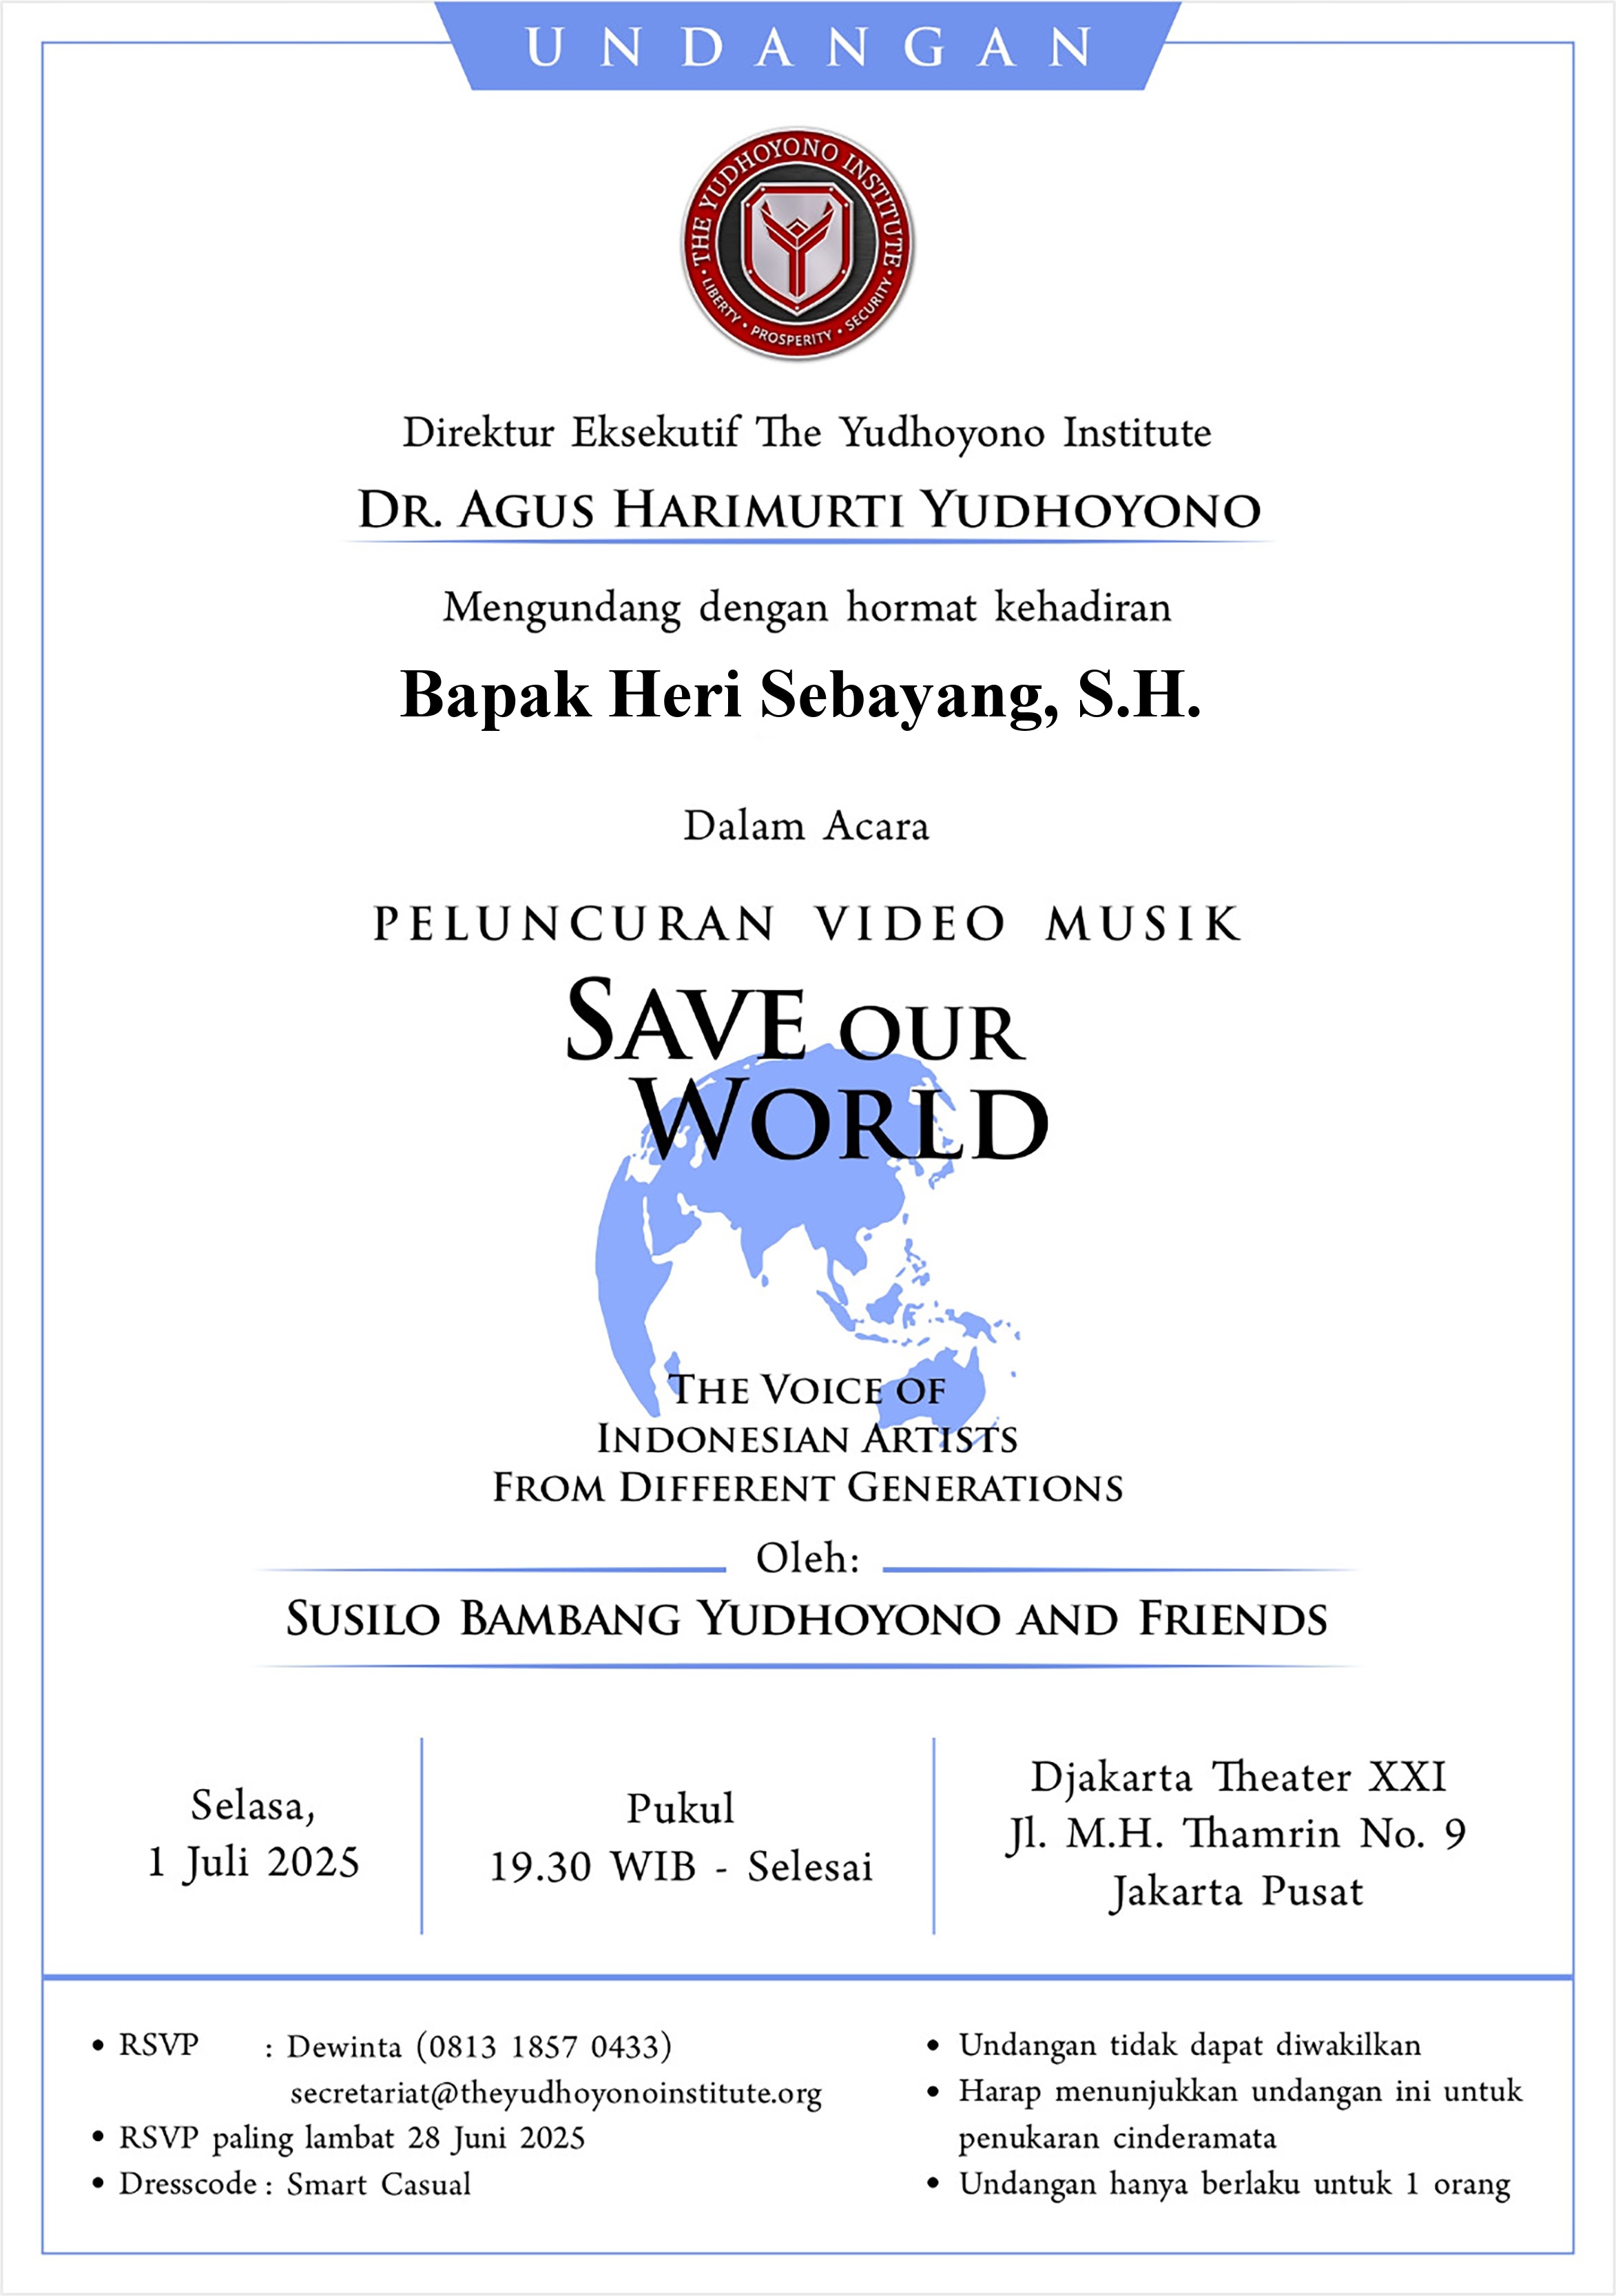 UNDANGAN
THE YUDHOYONO INSTITUTE
• LIBERTY • PROSPERITY • SECURITY •
Direktur Eksekutif The Yudhoyono Institute
DR. AGUS HARIMURTI YUDHOYONO
Mengundang dengan hormat kehadiran
Bapak Heri Sebayang, S.H.
Dalam Acara
PELUNCURAN VIDEO MUSIK
SAVE OUR
WORLD
THE VOICE OF
INDONESIAN ARTISTS
FROM DIFFERENT GENERATIONS
Oleh:
SUSILO BAMBANG YUDHOYONO AND FRIENDS
Selasa,
1 Juli 2025
Pukul
19.30 WIB - Selesai
Djakarta Theater XXI
Jl. M.H. Thamrin No. 9
Jakarta Pusat
• RSVP : Dewinta (0813 1857 0433)
secretariat@theyudhoyonoinstitute.org
• RSVP paling lambat 28 Juni 2025
• Dresscode : Smart Casual
• Undangan tidak dapat diwakilkan
• Harap menunjukkan undangan ini untuk
penukaran cinderamata
• Undangan hanya berlaku untuk 1 orang